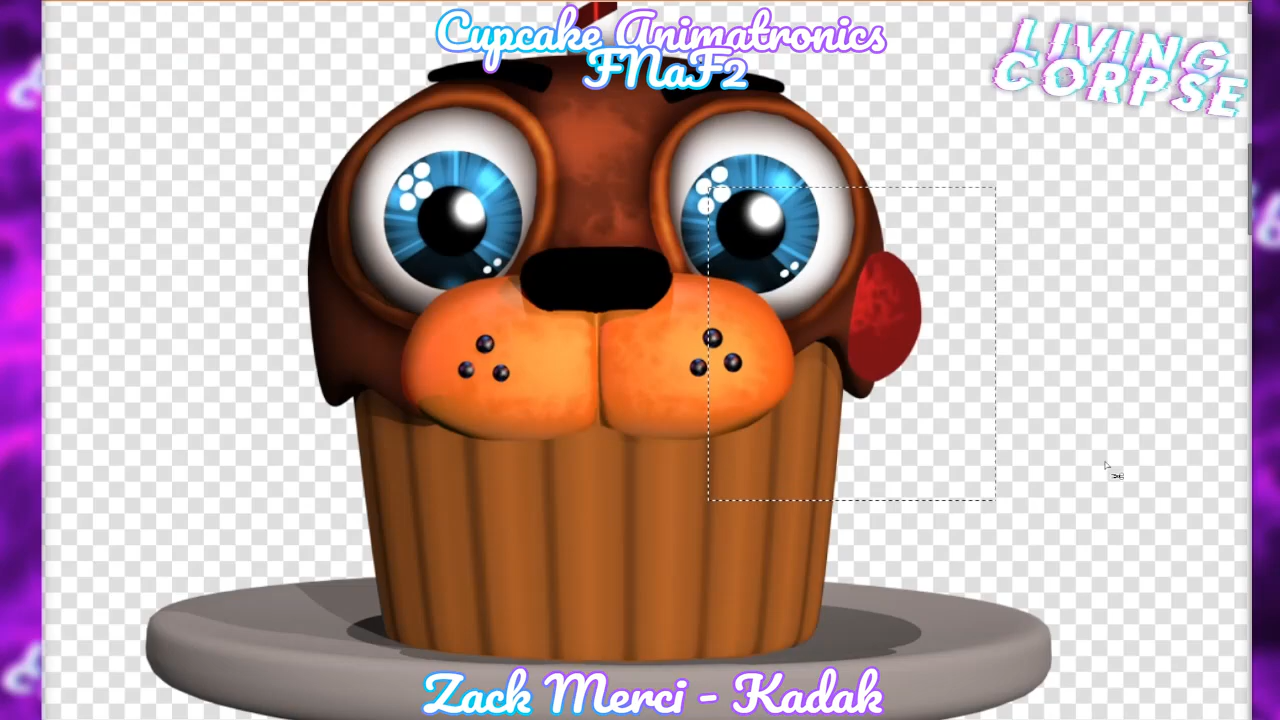 Cupcake Animatronics
FNaF2
LIVING
CORPSE
Zack Merci - Kadak